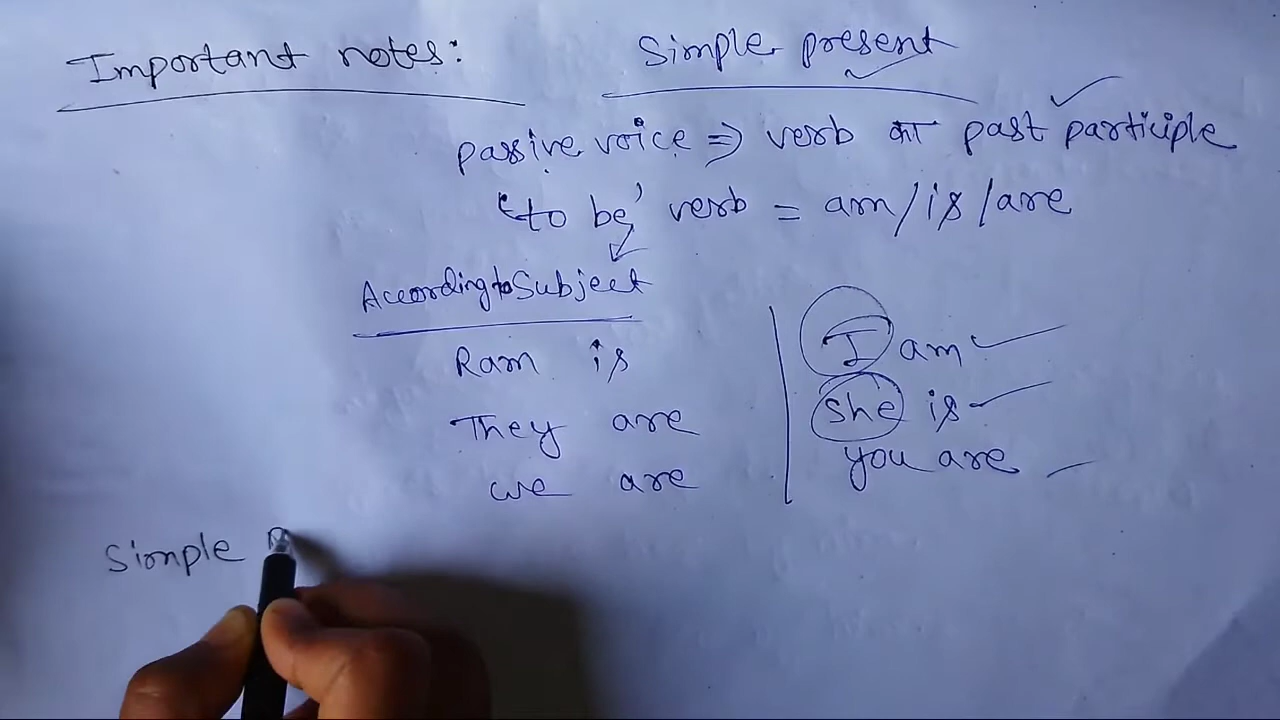 Important notes:
Simple present
passive voice => verb এর past participle
'to be' verb = am/is/are
According to Subject
Ram is
They are
we are
I am
she is
you are
Simple